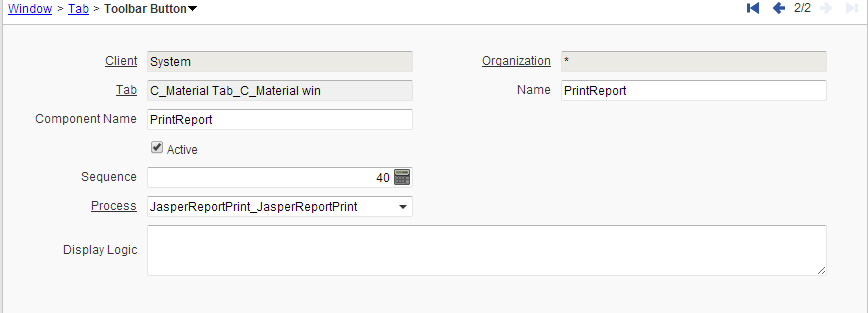 Window > Tab > Toolbar Button 2/2
Client System Organization *
Tab C_Material Tab_C_Material win Name PrintReport
Component Name PrintReport
Active
Sequence 40
Process JasperReportPrint_JasperReportPrint
Display Logic